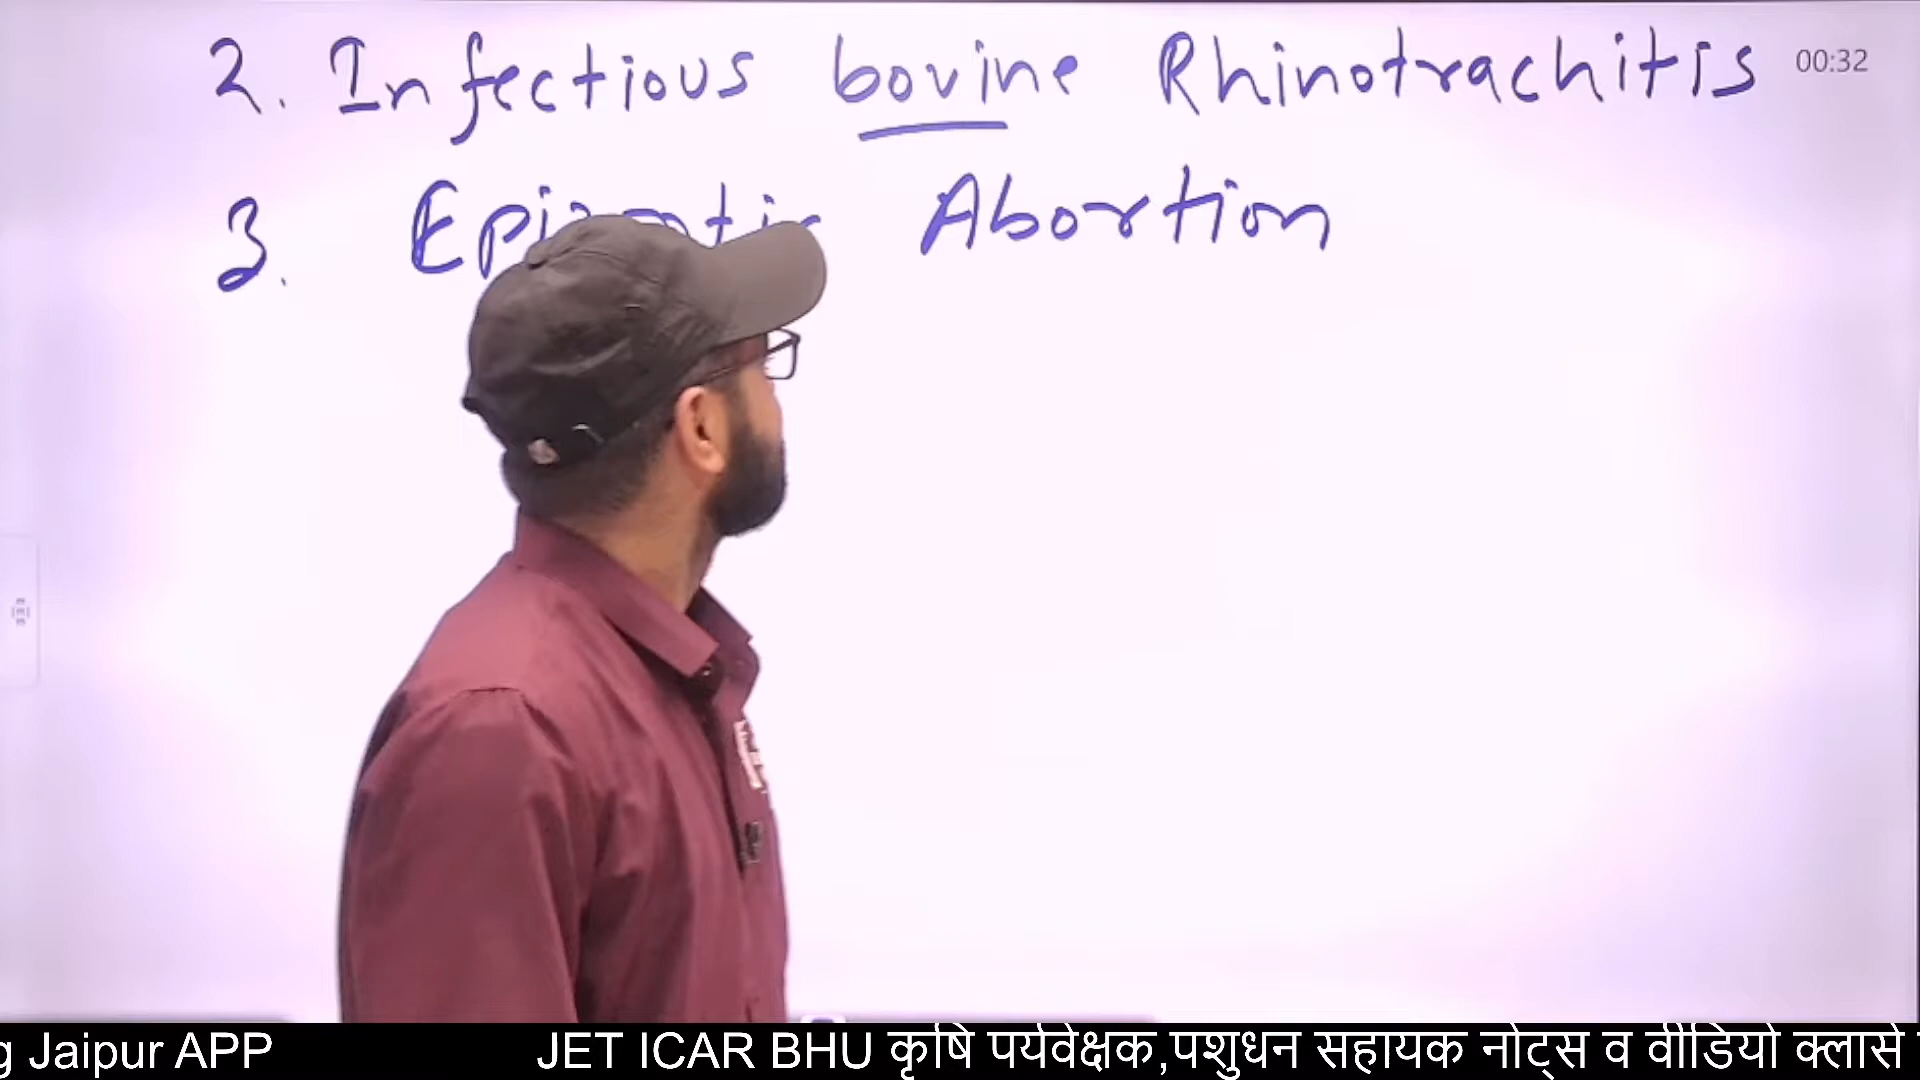 2. Infectious bovine Rhinotrachitis
00:32
3. Abortion
g Jaipur APP JET ICAR BHU कृषि पर्यवेक्षक,पशुधन सहायक नोट्स व वीडियो क्लासे